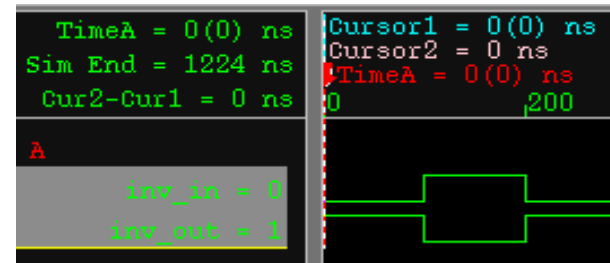 TimeA = 0(0) ns
Sim End = 1224 ns
Cur2-Cur1 = 0 ns
Cursor1 = 0(0) ns
Cursor2 = 0 ns
TimeA = 0(0) ns
0 200
A
inv_in = 0
inv_out = 1